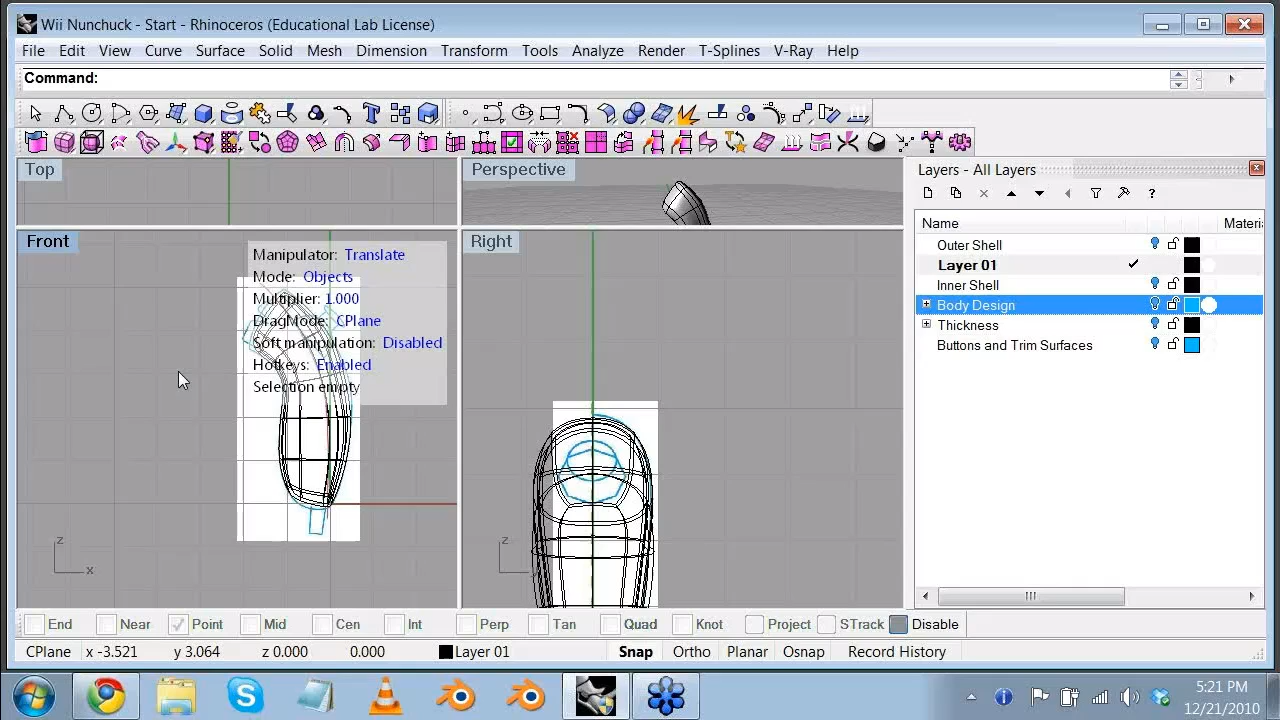 Wii Nunchuck - Start - Rhinoceros (Educational Lab License)
File Edit View Curve Surface Solid Mesh Dimension Transform Tools Analyze Render T-Splines V-Ray Help
Command:
Top
Perspective
Layers - All Layers
Name Materi
Front
Right
Manipulator: Translate
Mode: Objects
Multiplier: 1.000
DragMode: CPlane
Soft manipulation: Disabled
Hotkeys: Enabled
Selection empty
Outer Shell
Layer 01
Inner Shell
Body Design
Thickness
Buttons and Trim Surfaces
z
x
z
End Near Point Mid Cen Int Perp Tan Quad Knot Project STrack Disable
CPlane x -3.521 y 3.064 z 0.000 0.000 Layer 01 Snap Ortho Planar Osnap Record History
5:21 PM
12/21/2010